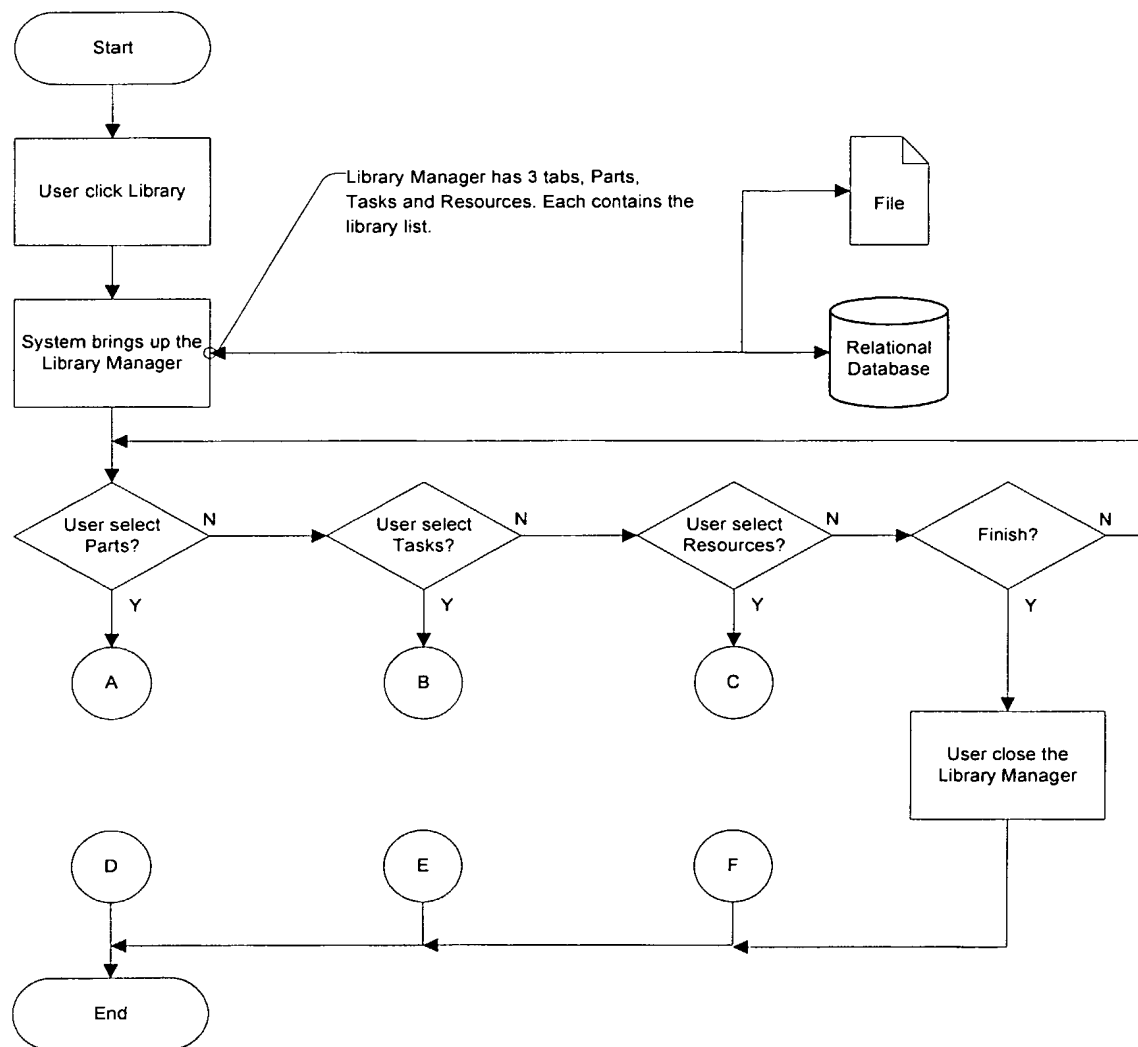 Start
User click Library
Library Manager has 3 tabs, Parts,
Tasks and Resources. Each contains the
library list.
File
System brings up the
Library Manager
Relational
Database
User select
Parts?
N
User select
Tasks?
N
User select
Resources?
N
Finish?
N
Y
Y
Y
Y
A
B
C
User close the
Library Manager
D
E
F
End